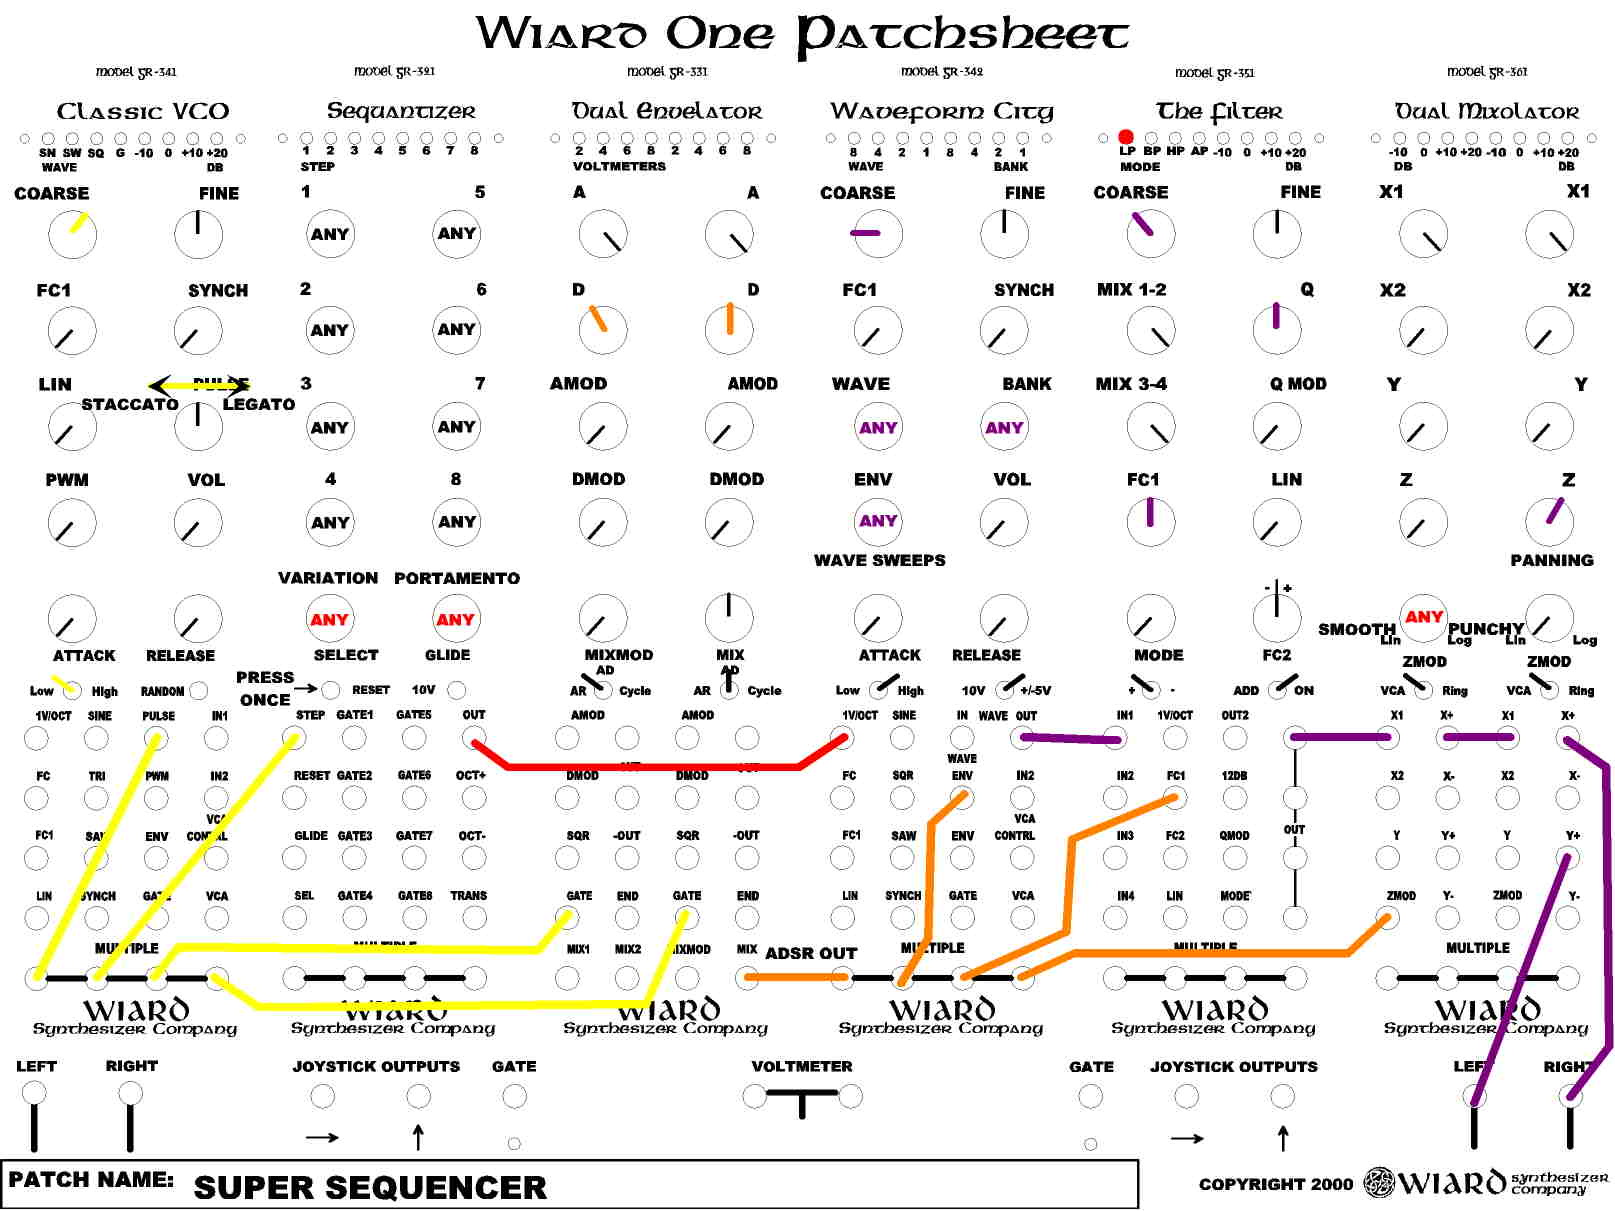 Wiard One Patchsheet
model GR-341 model GR-321 model GR-331 model GR-342 model GR-351 model GR-361
Classic VCO Sequantizer Dual Envelator Waveform City The Filter Dual Mixolator
SN SW SQ G -10 0 +10 +20 1 2 3 4 5 6 7 8 2 4 6 8 2 4 6 8 8 4 2 1 8 4 2 1 LP BP HP AP -10 0 +10 +20 -10 0 +10 +20 -10 0 +10 +20
WAVE DB STEP VOLTMETERS WAVE BANK MODE DB DB DB
COARSE FINE 1 5 A A COARSE FINE COARSE FINE X1 X1
ANY ANY
FC1 SYNCH 2 6 D D FC1 SYNCH MIX 1-2 Q X2 X2
ANY ANY
LIN PULSE 3 7 AMOD AMOD WAVE BANK MIX 3-4 Q MOD Y Y
STACCATO LEGATO
ANY ANY ANY ANY
PWM VOL 4 8 DMOD DMOD ENV VOL FC1 LIN Z Z
ANY ANY ANY
WAVE SWEEPS PANNING
VARIATION PORTAMENTO
- +
ANY ANY ANY
SMOOTH PUNCHY
Lin Log Lin Log
ATTACK RELEASE SELECT GLIDE MIXMOD MIX ATTACK RELEASE MODE FC2 ZMOD ZMOD
AD AD
PRESS ONCE
Low High RANDOM RESET 10V AR Cycle AR Cycle Low High 10V +/-5V + - ADD ON VCA Ring VCA Ring
1V/OCT SINE PULSE IN1 STEP GATE1 GATE5 OUT AMOD AMOD 1V/OCT SINE IN WAVE OUT IN1 1V/OCT OUT2 X1 X+ X1 X+
WAVE
FC TRI PWM IN2 RESET GATE2 GATE6 OCT+ DMOD OUT DMOD OUT FC SQR ENV IN2 IN2 FC1 12DB X2 X- X2 X-
VCA VCA
FC1 SAW ENV CONTRL GLIDE GATE3 GATE7 OCT- SQR -OUT SQR -OUT FC1 SAW ENV CONTRL IN3 FC2 QMOD OUT Y Y+ Y Y+
LIN SYNCH GATE VCA SEL GATE4 GATE8 TRANS GATE END GATE END LIN SYNCH GATE VCA IN4 LIN MODE ZMOD Y- ZMOD Y-
MULTIPLE MULTIPLE MIX1 MIX2 MIXMOD MIX ADSR OUT MULTIPLE MULTIPLE MULTIPLE
WIARD WIARD WIARD WIARD WIARD WIARD
Synthesizer Company Synthesizer Company Synthesizer Company Synthesizer Company Synthesizer Company Synthesizer Company
LEFT RIGHT JOYSTICK OUTPUTS GATE VOLTMETER GATE JOYSTICK OUTPUTS LEFT RIGHT
PATCH NAME: SUPER SEQUENCER
COPYRIGHT 2000 WIARD synthesizer company